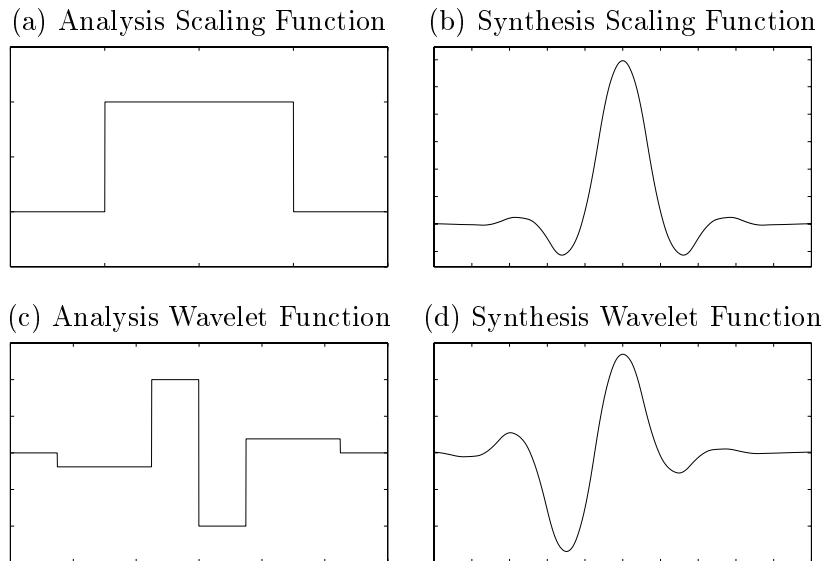 (a) Analysis Scaling Function
(b) Synthesis Scaling Function
(c) Analysis Wavelet Function
(d) Synthesis Wavelet Function